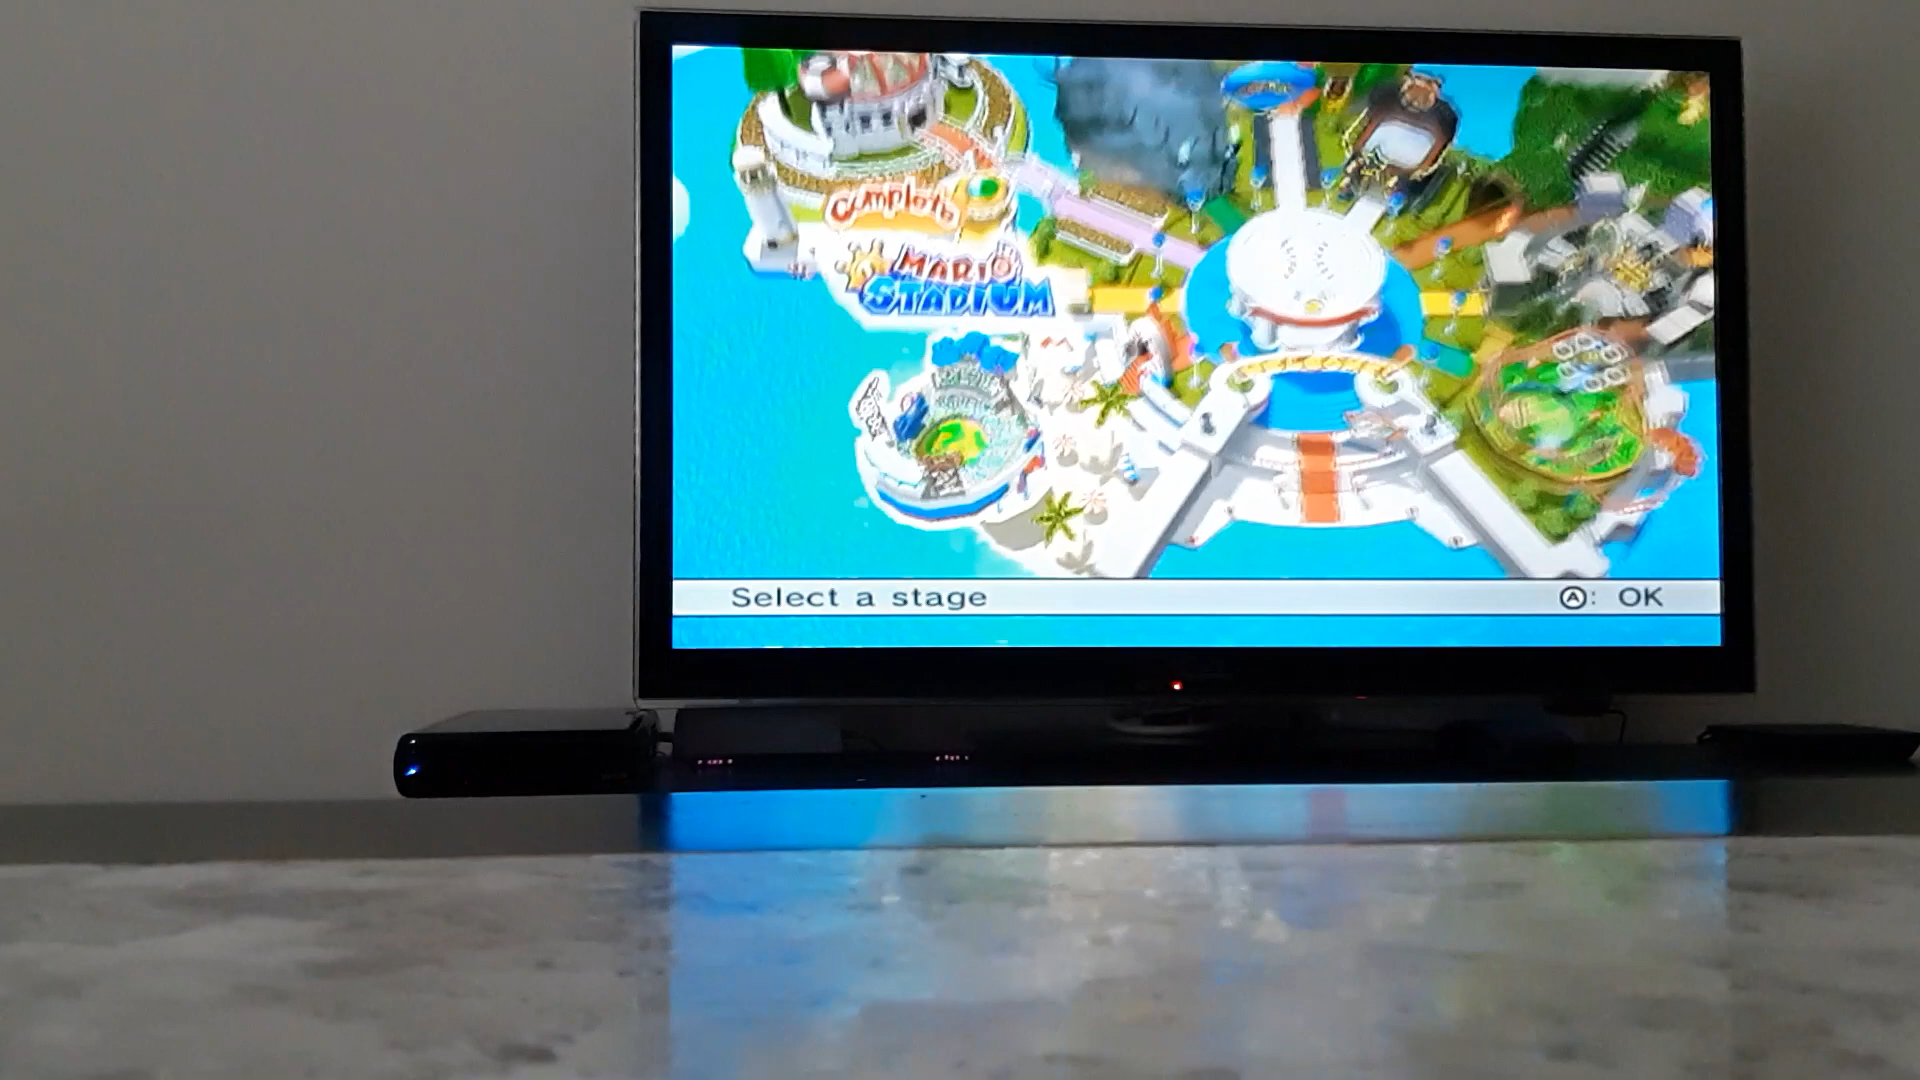 Complete
MARIO
STADIUM
Select a stage
Ⓐ: OK